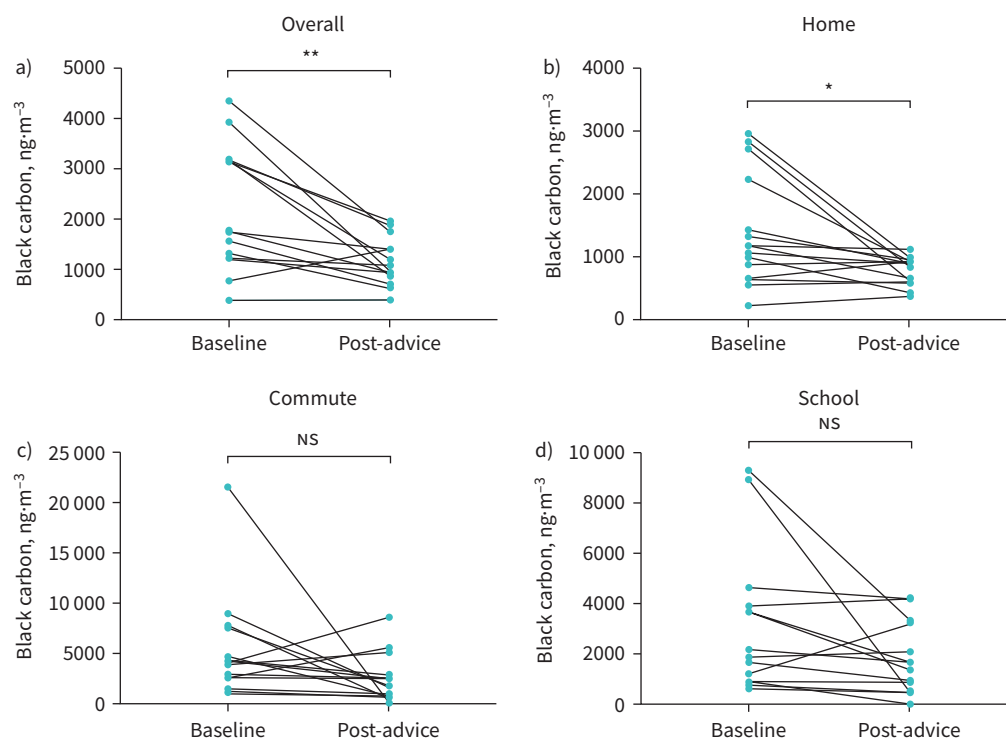 Overall
a)
**
Black carbon, ng·m⁻³
5000
4000
3000
2000
1000
0
Baseline Post-advice
Home
b)
*
Black carbon, ng·m⁻³
4000
3000
2000
1000
0
Baseline Post-advice
Commute
c)
NS
Black carbon, ng·m⁻³
25 000
20 000
15 000
10 000
5000
0
Baseline Post-advice
School
d)
NS
Black carbon, ng·m⁻³
10 000
8000
6000
4000
2000
0
Baseline Post-advice